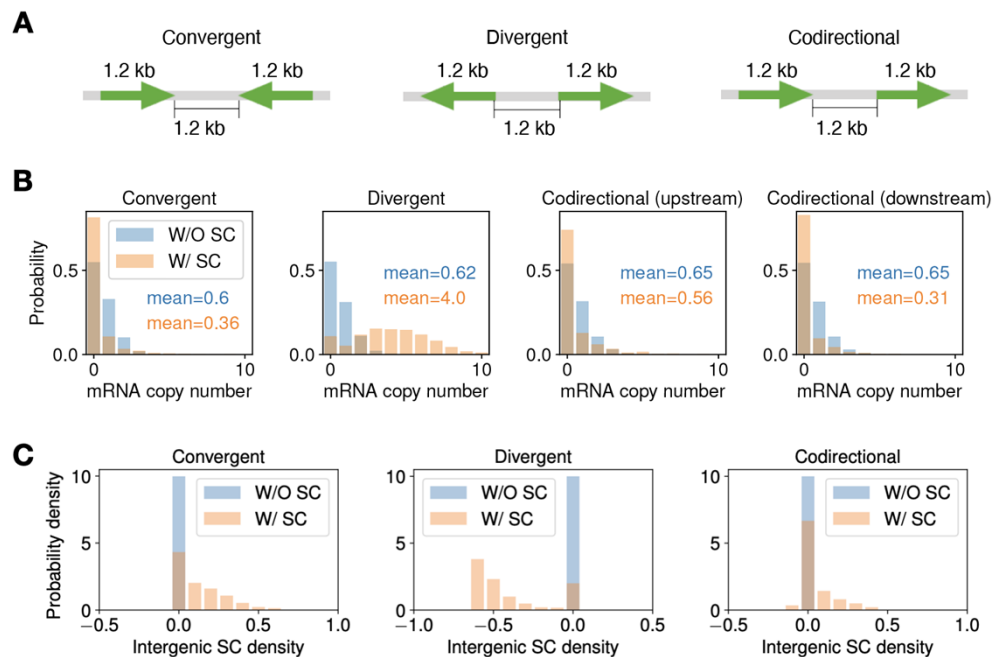 A
Convergent Divergent Codirectional
1.2 kb 1.2 kb 1.2 kb 1.2 kb 1.2 kb 1.2 kb
1.2 kb 1.2 kb 1.2 kb
B
Convergent Divergent Codirectional (upstream) Codirectional (downstream)
Probability
0.5
0.0
W/O SC
W/ SC
mean=0.6
mean=0.36
0 10
mRNA copy number
0.5
0.0
mean=0.62
mean=4.0
0 10
mRNA copy number
0.5
0.0
mean=0.65
mean=0.56
0 10
mRNA copy number
0.5
0.0
mean=0.65
mean=0.31
0 10
mRNA copy number
C
Convergent Divergent Codirectional
Probability density
10
5
0
W/O SC
W/ SC
−0.5 0.0 0.5 1.0
Intergenic SC density
10
5
0
W/O SC
W/ SC
−1.0 −0.5 0.0 0.5
Intergenic SC density
10
5
0
W/O SC
W/ SC
−0.5 0.0 0.5 1.0
Intergenic SC density